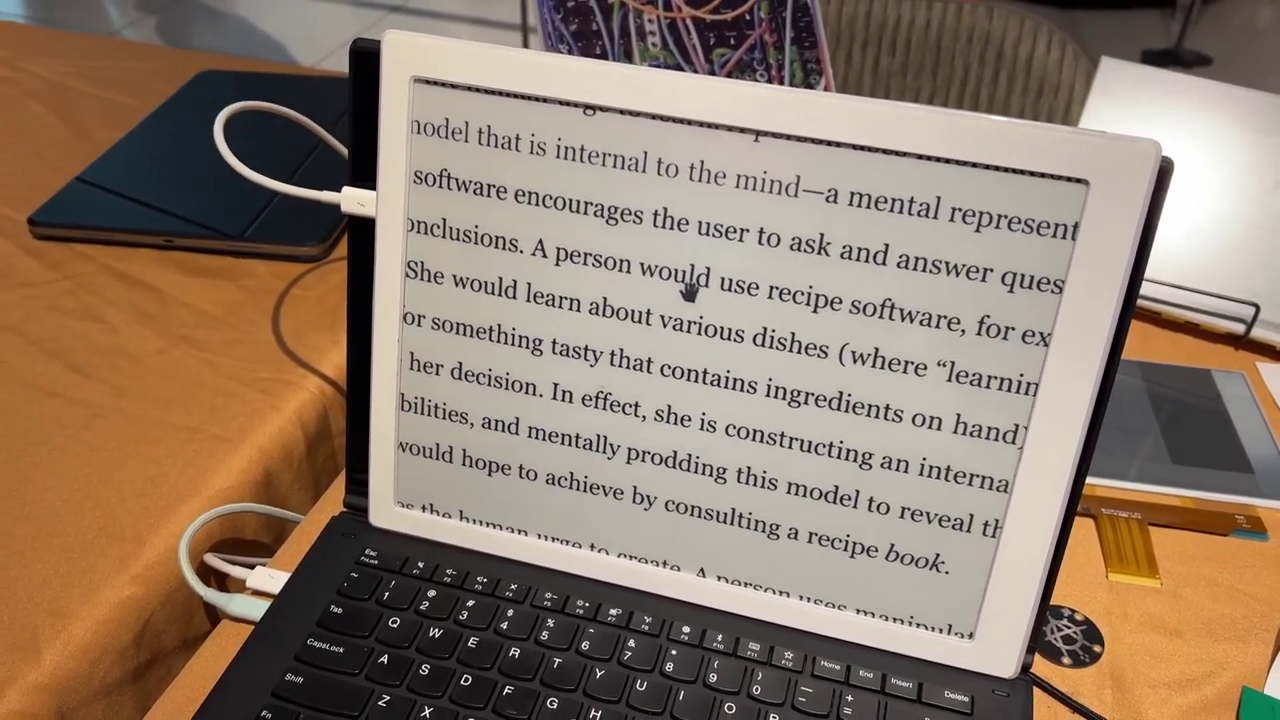 model that is internal to the mind—a mental represent
software encourages the user to ask and answer ques
onclusions. A person would use recipe software, for ex
She would learn about various dishes (where “learnin
or something tasty that contains ingredients on hand)
her decision. In effect, she is constructing an interna
bilities, and mentally prodding this model to reveal th
would hope to achieve by consulting a recipe book.
as the human urge to create. A person uses manipulat
Esc FnLock F1 F2 F3 F4 F5 F6 F7 F8 F9 F10 F11 F12 Home End Insert Delete
~ ! 1 @ 2 # 3 $ 4 % 5 ^ 6 & 7 * 8 ( 9 ) 0 — - + =
Tab Q W E R T Y U I O P
CapsLock A S D F G H
Shift Z X
Fn